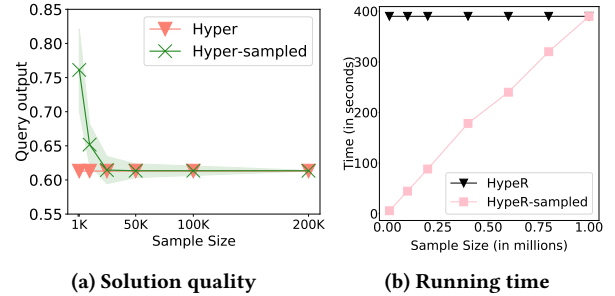 0.85
0.80
0.75
0.70
0.65
0.60
0.55
Query output
Hyper
Hyper-sampled
1K
50K
100K
200K
Sample Size
(a) Solution quality
400
300
200
100
0
Time (in seconds)
HypeR
HypeR-sampled
0.00
0.25
0.50
0.75
1.00
Sample Size (in millions)
(b) Running time